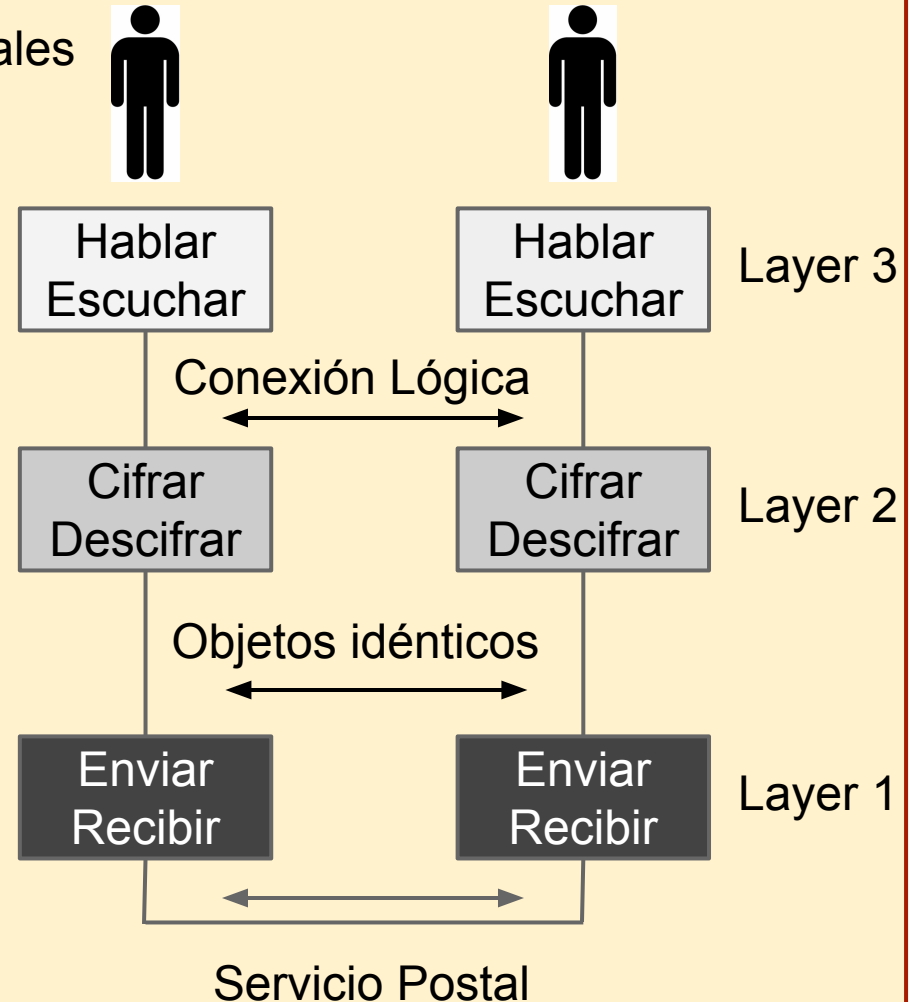 Hablar
Escuchar
Hablar
Escuchar
Layer 3
Conexión Lógica
Cifrar
Descifrar
Cifrar
Descifrar
Layer 2
Objetos idénticos
Enviar
Recibir
Enviar
Recibir
Layer 1
Servicio Postal